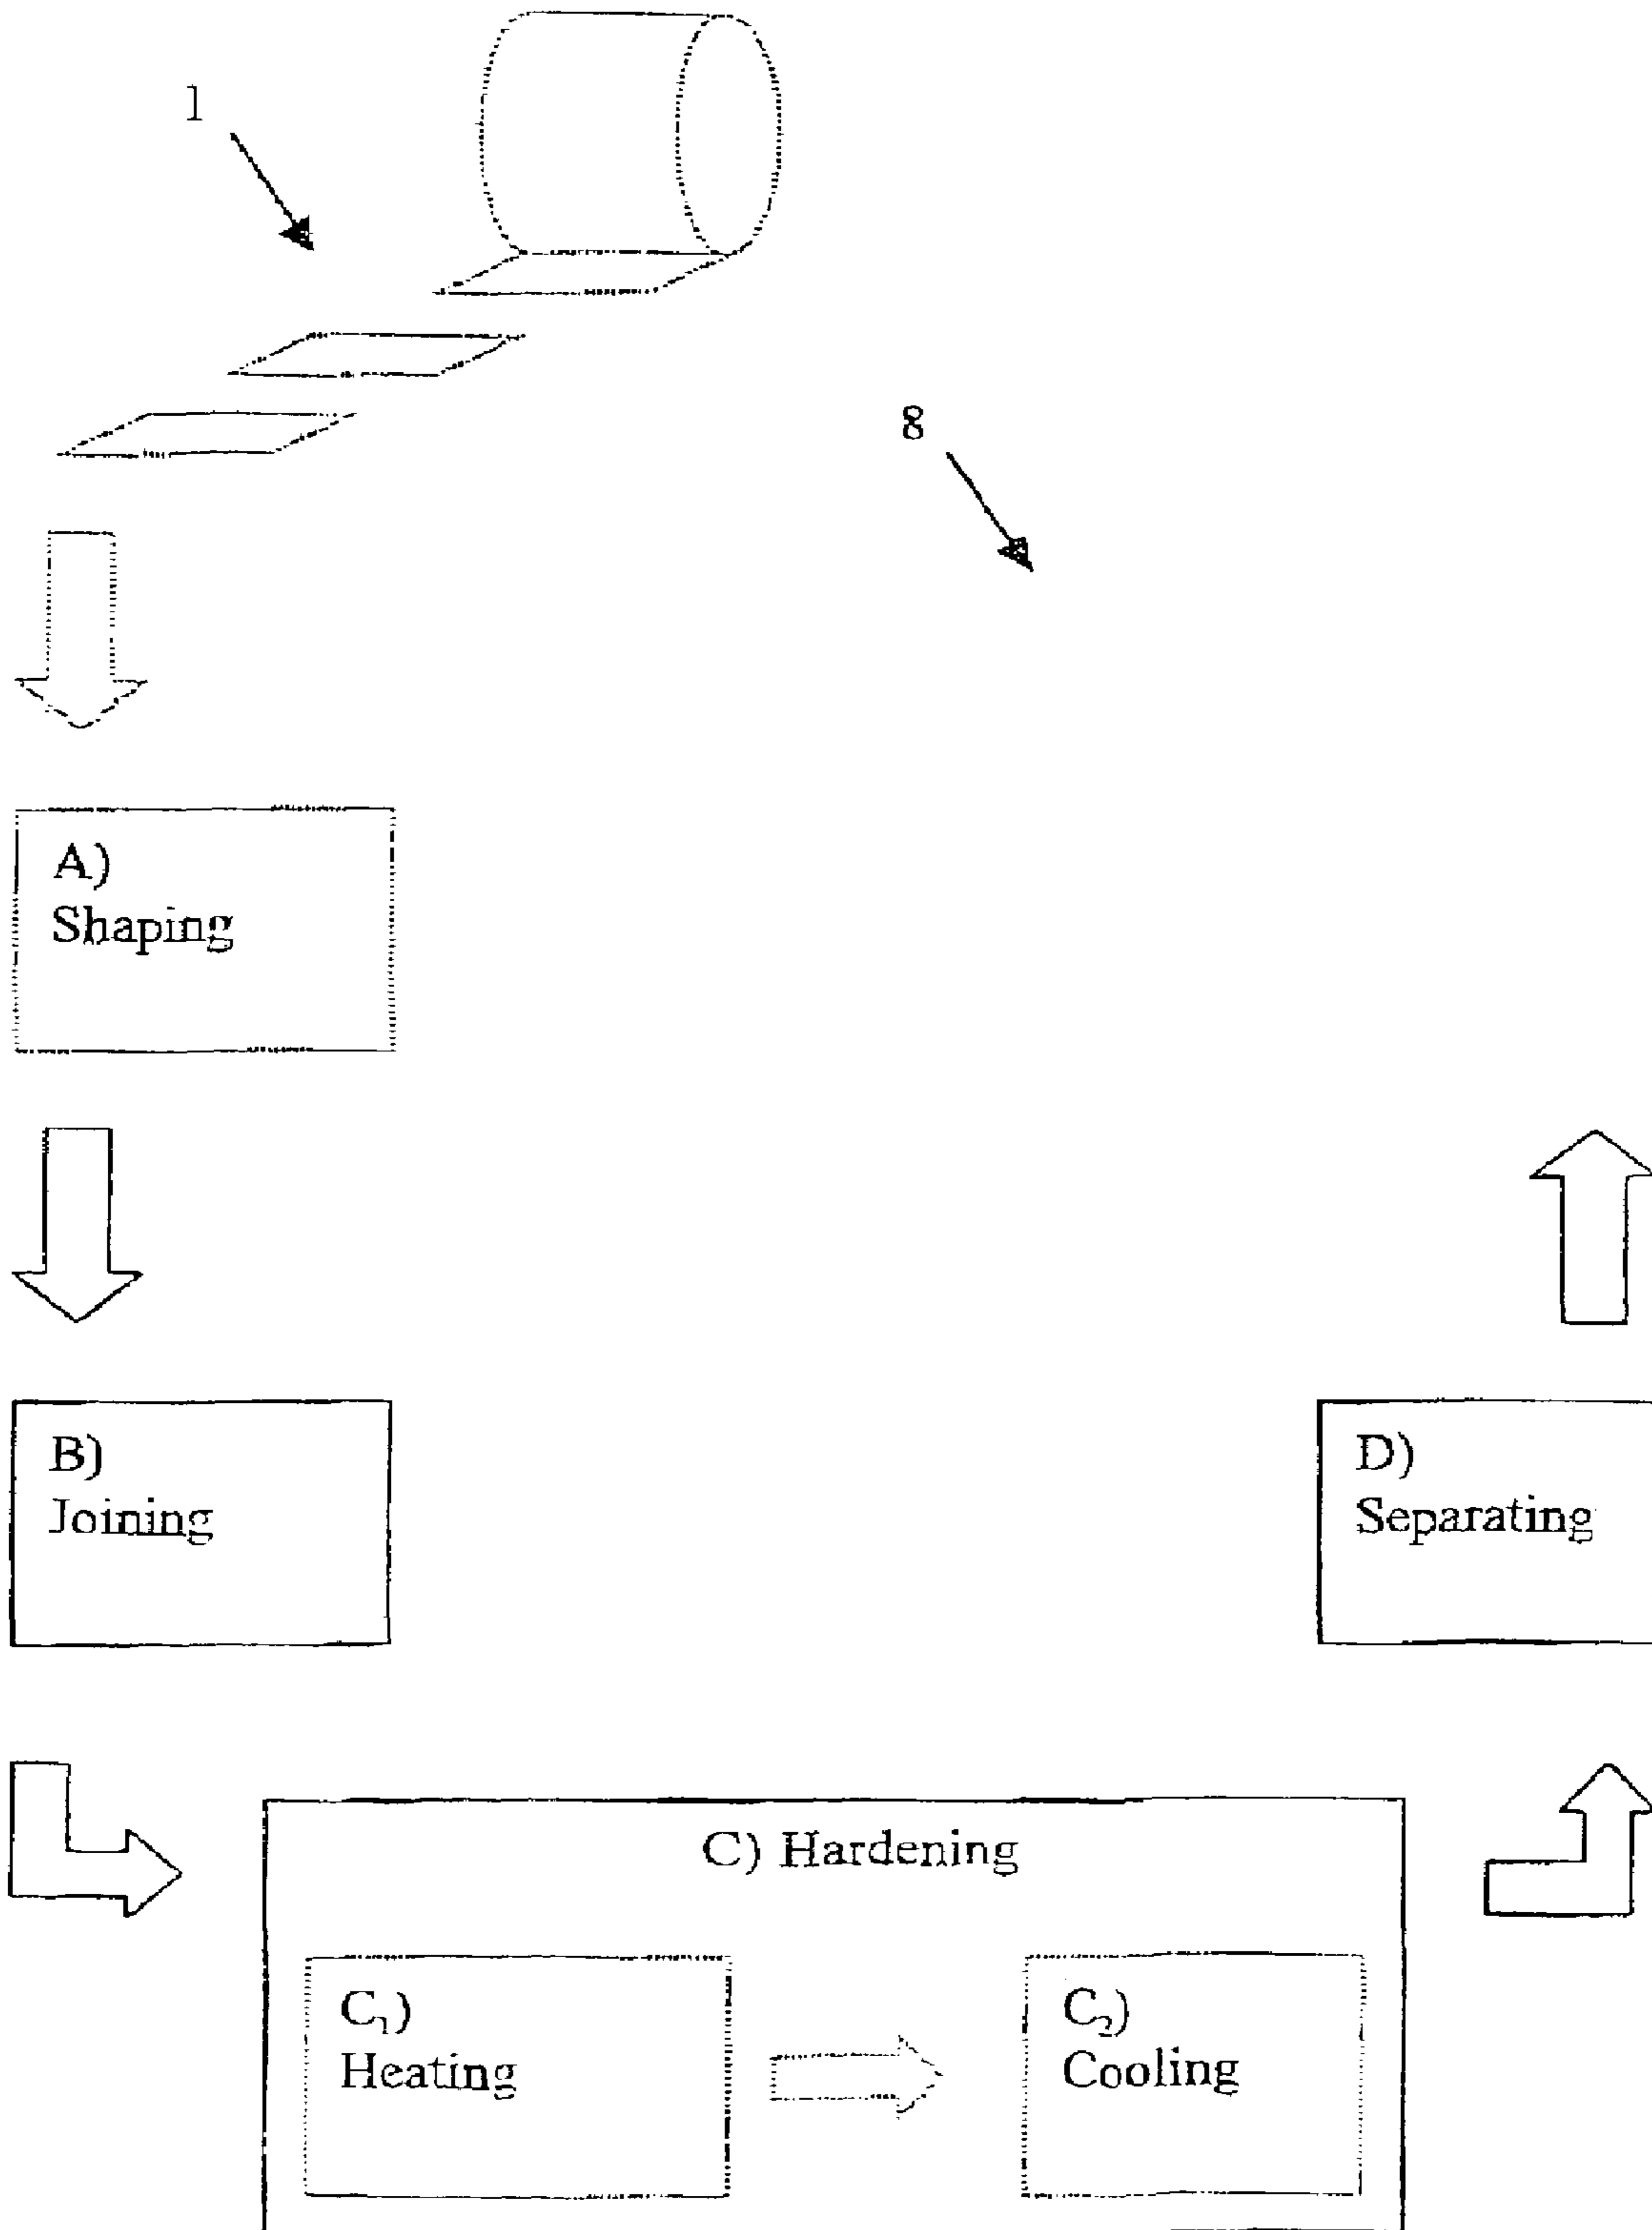 1
8
A)
Shaping
B)
Joining
D)
Separating
C) Hardening
C₁)
Heating
C₂)
Cooling